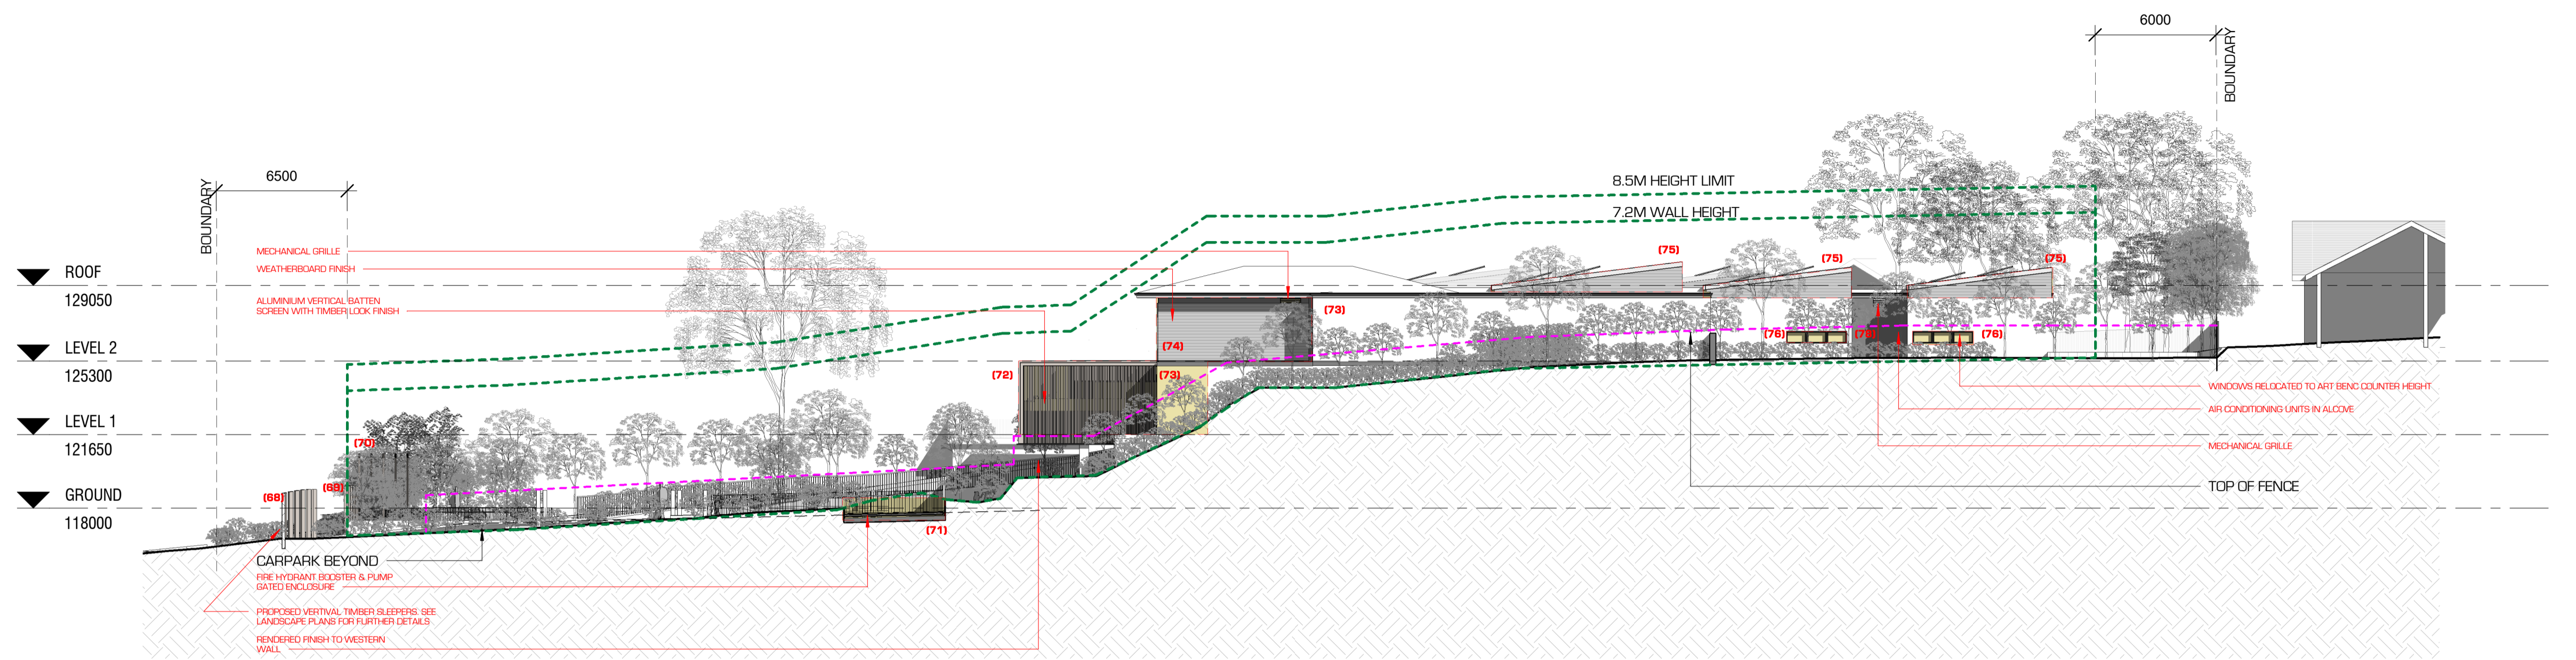 6000
BOUNDARY
6500
BOUNDARY
8.5M HEIGHT LIMIT
7.2M WALL HEIGHT
MECHANICAL GRILLE
WEATHERBOARD FINISH
ALUMINIUM VERTICAL BATTEN
SCREEN WITH TIMBER LOOK FINISH
ROOF
129050
LEVEL 2
125300
LEVEL 1
121650
GROUND
118000
(75)
(75)
(75)
(73)
(74)
(76)
(76)
(72)
(73)
(70)
(69)
(68)
(71)
WINDOWS RELOCATED TO ART BENC COUNTER HEIGHT
AIR CONDITIONING UNITS IN ALCOVE
MECHANICAL GRILLE
TOP OF FENCE
CARPARK BEYOND
FIRE HYDRANT BOOSTER & PUMP
GATED ENCLOSURE
PROPOSED VERTIVAL TIMBER SLEEPERS. SEE
LANDSCAPE PLANS FOR FURTHER DETAILS
RENDERED FINISH TO WESTERN
WALL